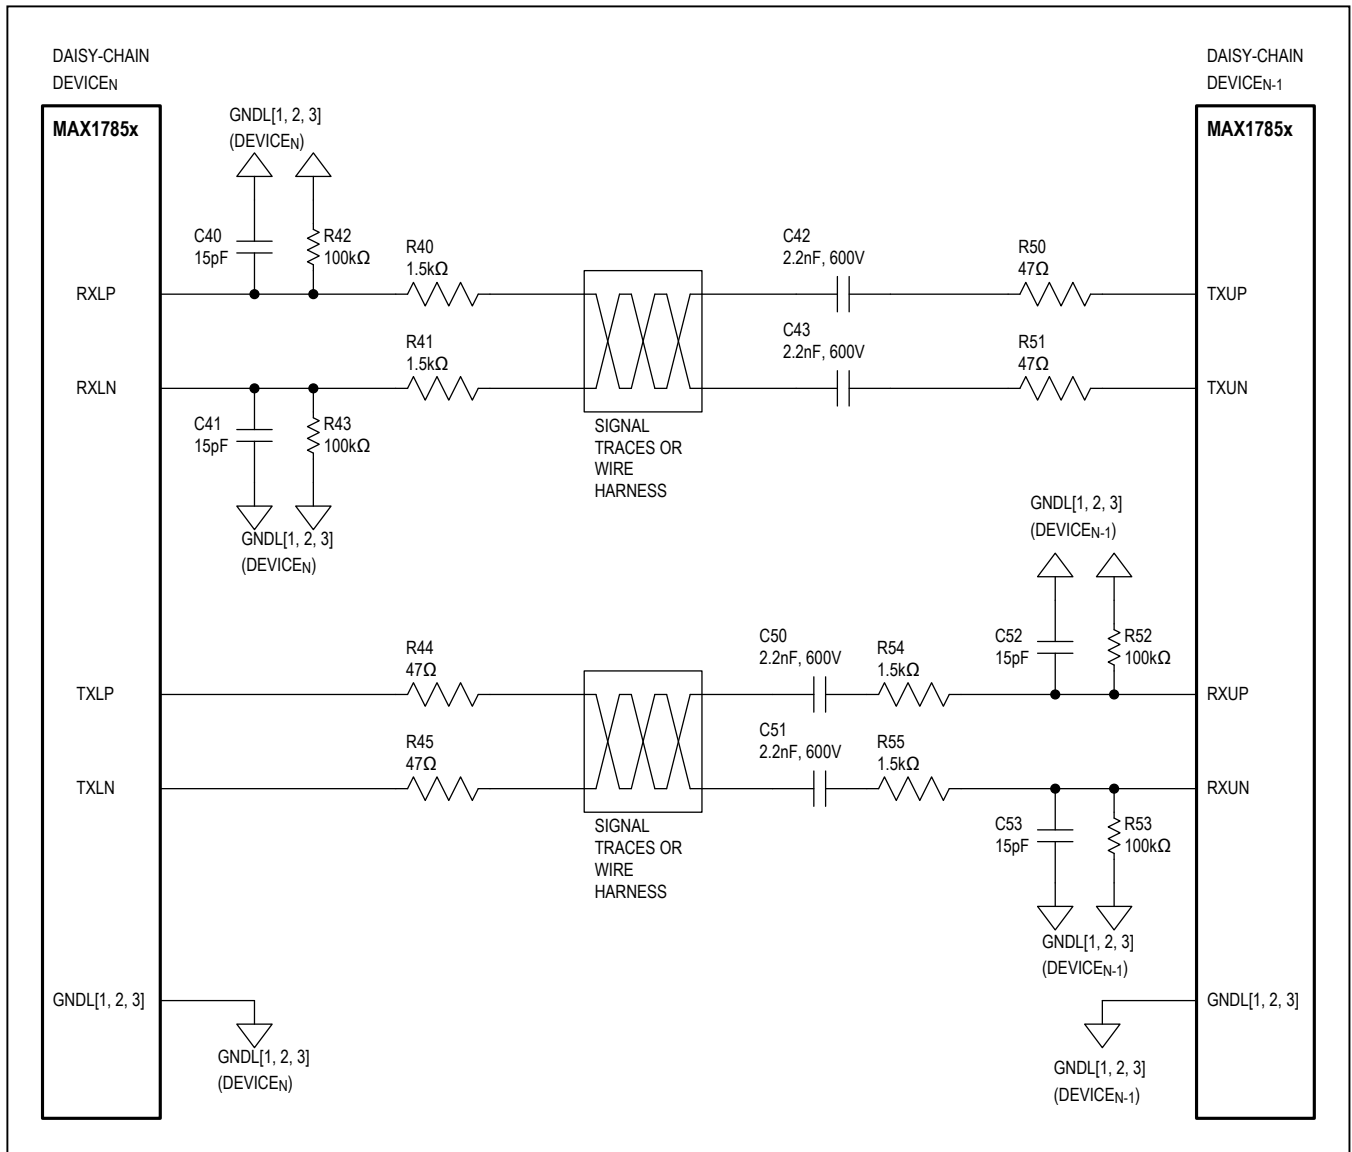 DAISY-CHAIN
DEVICEN
DAISY-CHAIN
DEVICEN-1
MAX1785x
MAX1785x
GNDL[1, 2, 3]
(DEVICEN)
C40
15pF
R42
100kΩ
R40
1.5kΩ
C42
2.2nF, 600V
R50
47Ω
RXLP
TXUP
R41
1.5kΩ
C43
2.2nF, 600V
R51
47Ω
RXLN
TXUN
C41
15pF
R43
100kΩ
SIGNAL
TRACES OR
WIRE
HARNESS
GNDL[1, 2, 3]
(DEVICEN)
GNDL[1, 2, 3]
(DEVICEN-1)
R44
47Ω
C50
2.2nF, 600V
R54
1.5kΩ
C52
15pF
R52
100kΩ
TXLP
RXUP
R45
47Ω
C51
2.2nF, 600V
R55
1.5kΩ
TXLN
RXUN
C53
15pF
R53
100kΩ
SIGNAL
TRACES OR
WIRE
HARNESS
GNDL[1, 2, 3]
(DEVICEN-1)
GNDL[1, 2, 3]
GNDL[1, 2, 3]
GNDL[1, 2, 3]
(DEVICEN)
GNDL[1, 2, 3]
(DEVICEN-1)